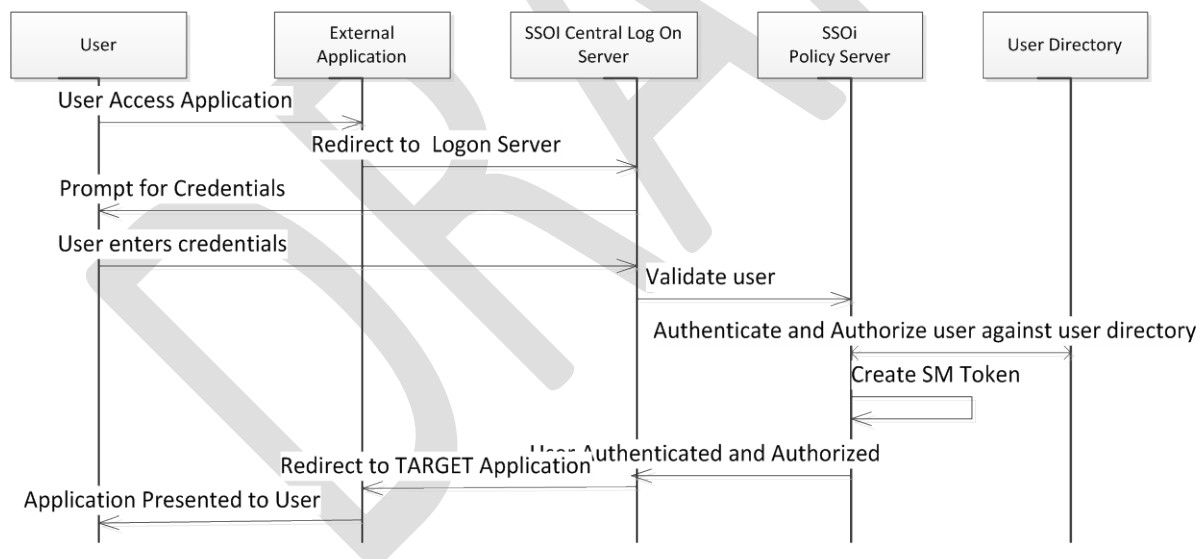 User
External
Application
SSOI Central Log On
Server
SSOi
Policy Server
User Directory
User Access Application
Redirect to Logon Server
Prompt for Credentials
User enters credentials
Validate user
Authenticate and Authorize user against user directory
Create SM Token
User Authenticated and Authorized
Redirect to TARGET Application
Application Presented to User
DRA